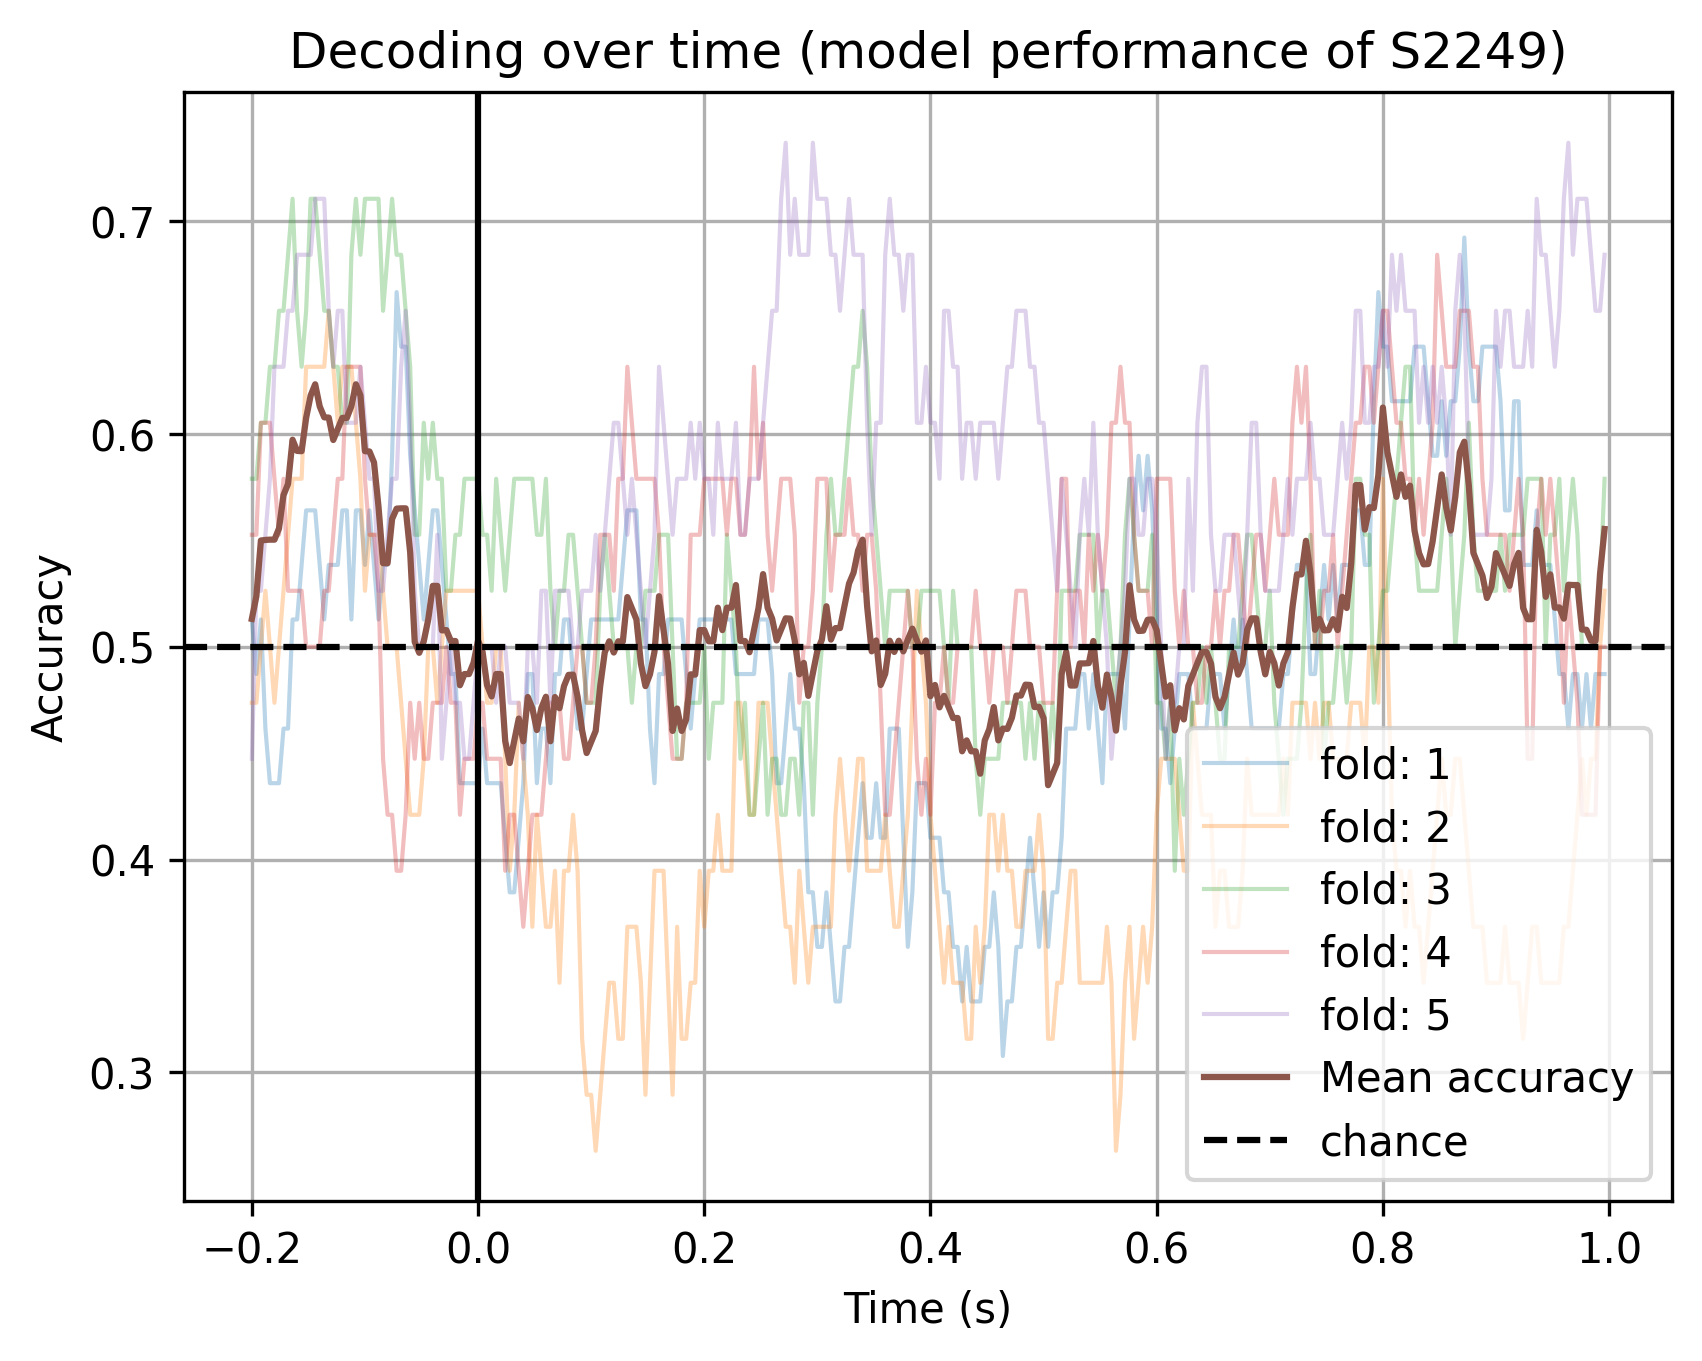 Decoding over time (model performance of S2249)
Accuracy
0.7
0.6
0.5
0.4
0.3
fold: 1
fold: 2
fold: 3
fold: 4
fold: 5
Mean accuracy
chance
−0.2 0.0 0.2 0.4 0.6 0.8 1.0
Time (s)